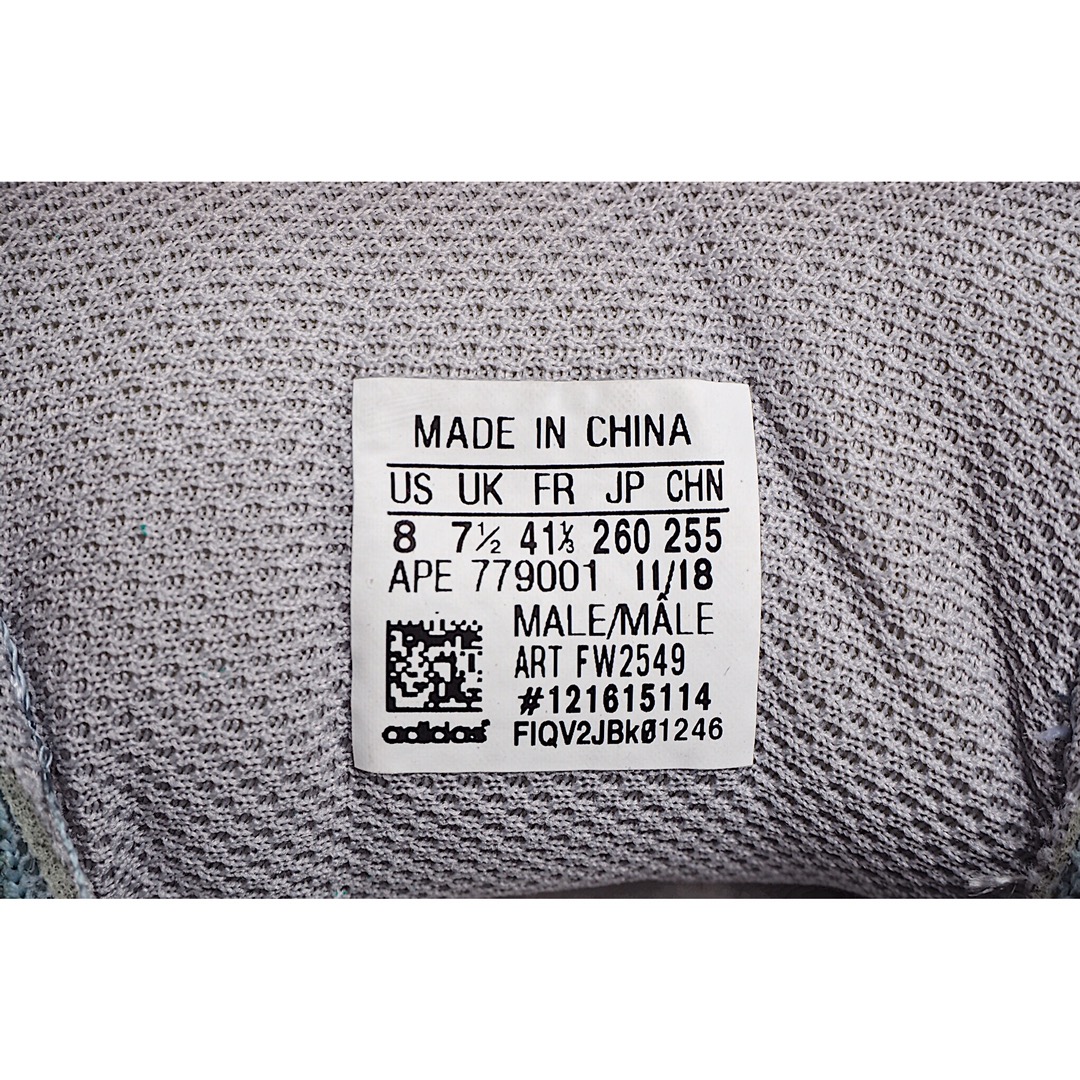 MADE IN CHINA
US UK FR JP CHN
8 7½ 41⅓ 260 255
APE 779001 11/18
MALE/MÂLE
ART FW2549
#121615114
adidas FIQV2JBkØ1246